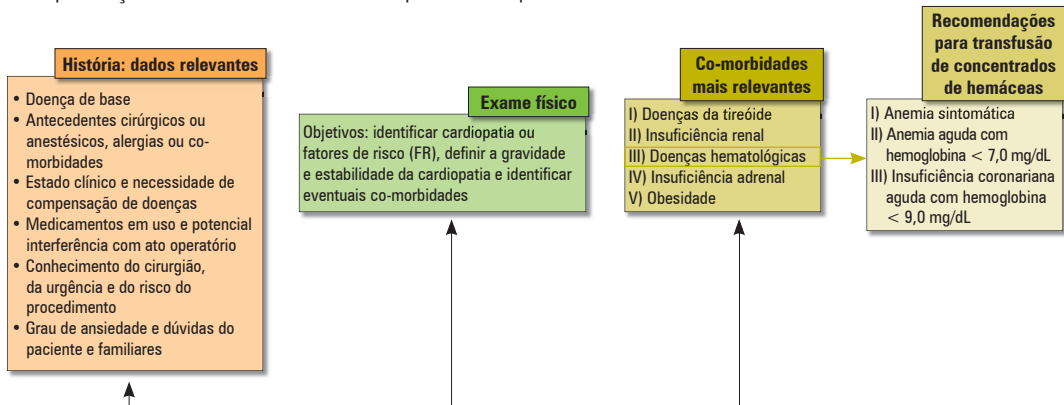 História: dados relevantes
• Doença de base
• Antecedentes cirúrgicos ou
anestésicos, alergias ou co-
morbidades
• Estado clínico e necessidade de
compensação de doenças
• Medicamentos em uso e potencial
interferência com ato operatório
• Conhecimento do cirurgião,
da urgência e do risco do
procedimento
• Grau de ansiedade e dúvidas do
paciente e familiares
Exame físico
Objetivos: identificar cardiopatia ou
fatores de risco (FR), definir a gravidade
e estabilidade da cardiopatia e identificar
eventuais co-morbidades
Co-morbidades
mais relevantes
I) Doenças da tireóide
II) Insuficiência renal
III) Doenças hematológicas
IV) Insuficiência adrenal
V) Obesidade
Recomendações
para transfusão
de concentrados
de hemáceas
I) Anemia sintomática
II) Anemia aguda com
hemoglobina < 7,0 mg/dL
III) Insuficiência coronariana
aguda com hemoglobina
< 9,0 mg/dL